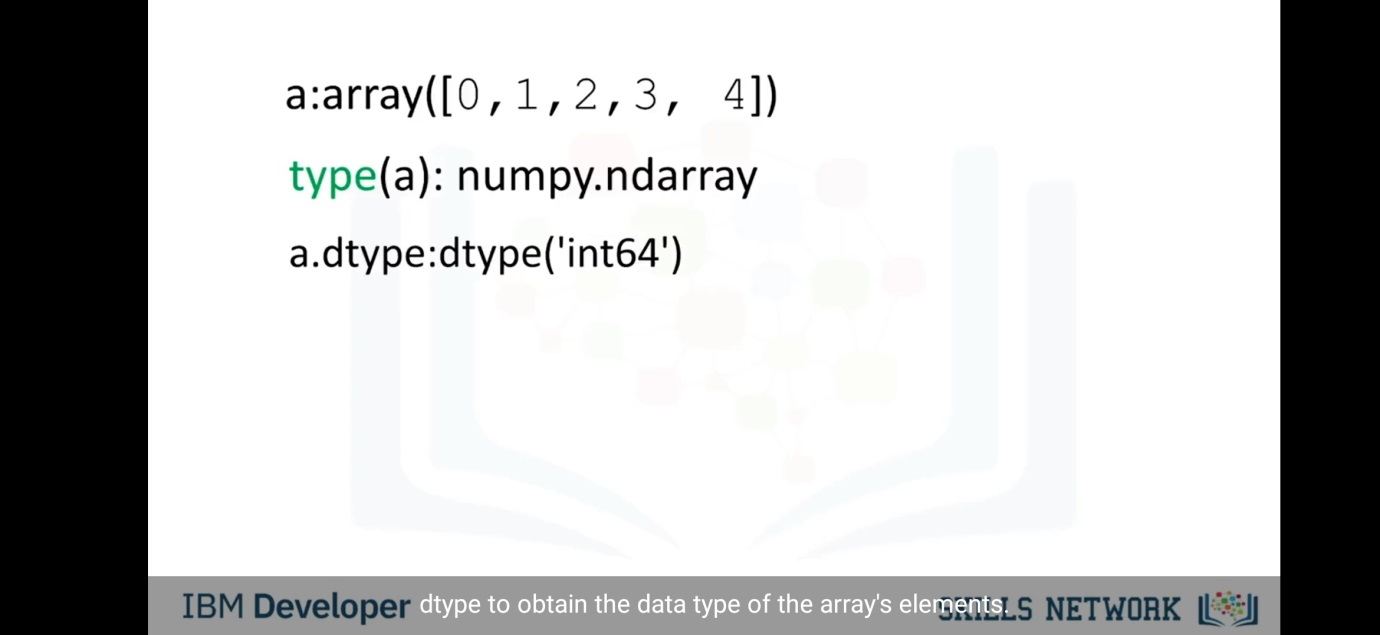 a:array([0,1,2,3, 4])
type(a): numpy.ndarray
a.dtype:dtype('int64')
IBM Developer dtype to obtain the data type of the array's elements. SKILLS NETWORK